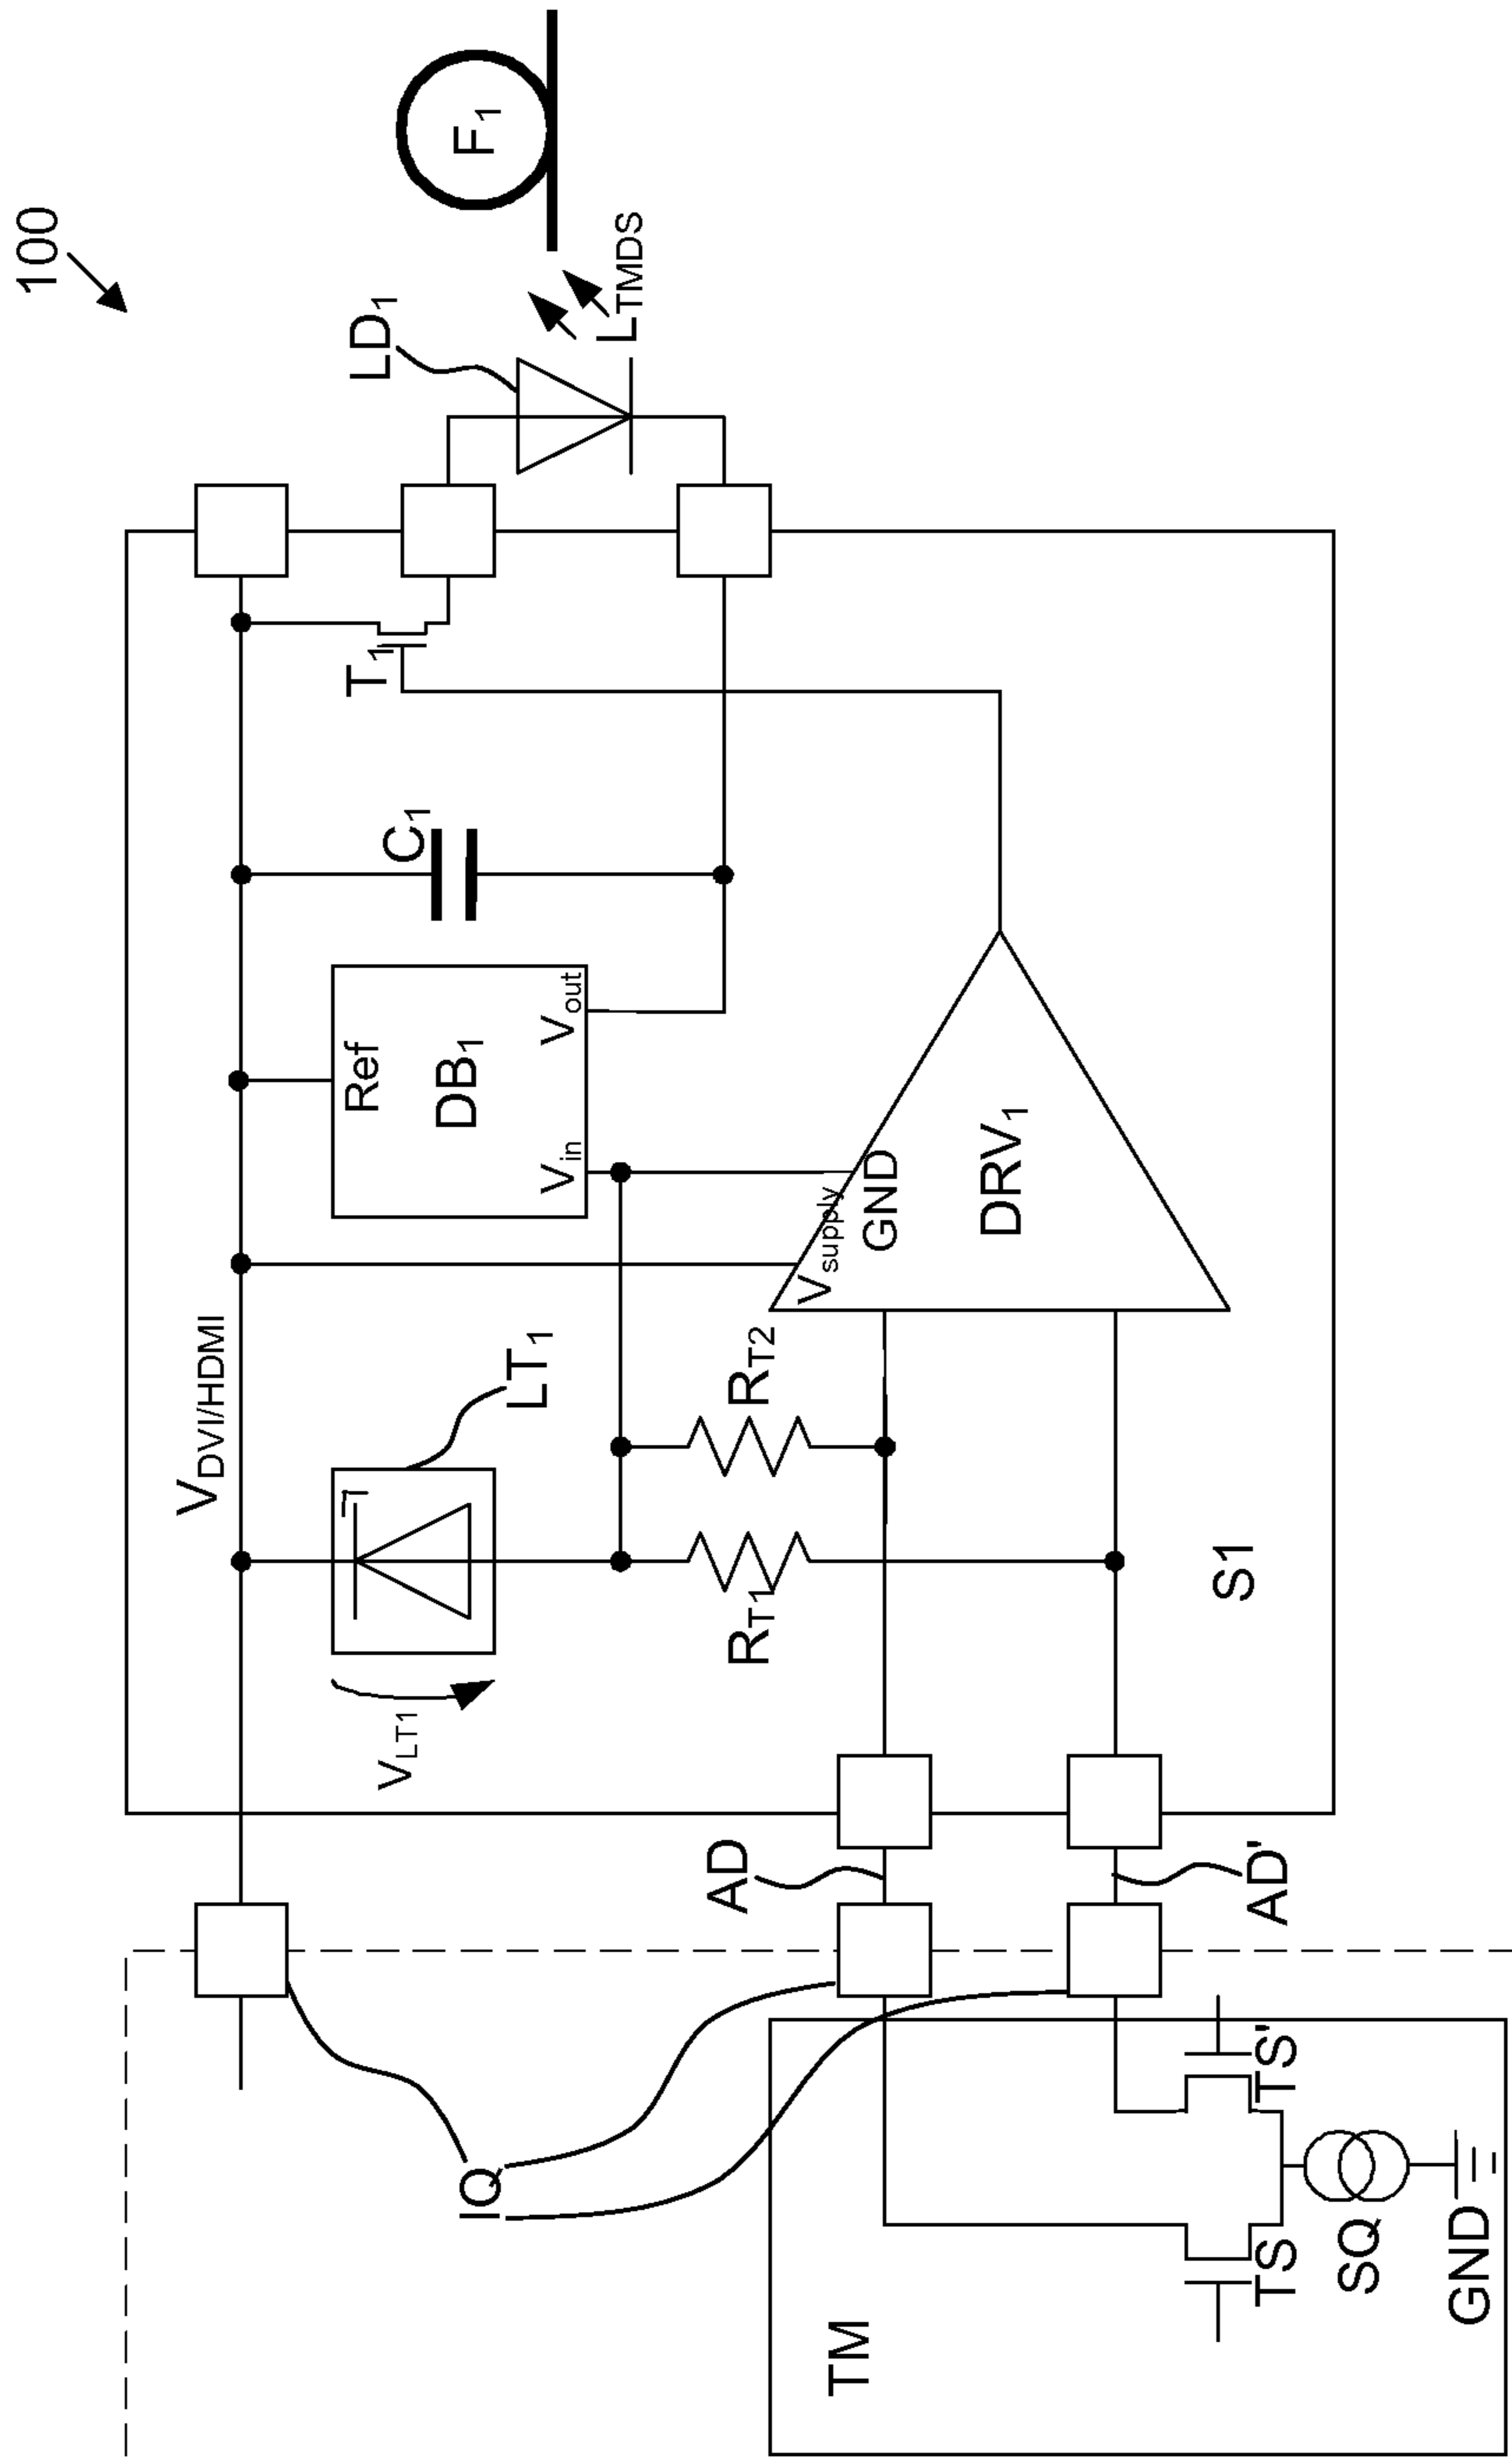 100
F1
LD1
LTMDS
T1
C1
Ref
DB1
Vin
Vout
VDVI/HDMI
LT1
VLT1
Vsupply
GND
DRV1
RT2
RT1
S1
AD
AD'
IQ
TM
TS
TS'
SQ
GND